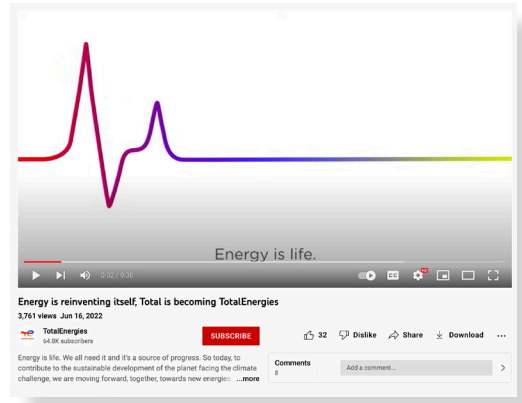 Energy is life.
0:02 / 0:30
CC
HD
Energy is reinventing itself, Total is becoming TotalEnergies
3,761 views Jun 16, 2022
TotalEnergies
64.8K subscribers
SUBSCRIBE
32
Dislike
Share
Download
Energy is life. We all need it and it's a source of progress. So today, to
contribute to the sustainable development of the planet facing the climate
challenge, we are moving forward, together, towards new energies. ...more
Comments
8
Add a comment...